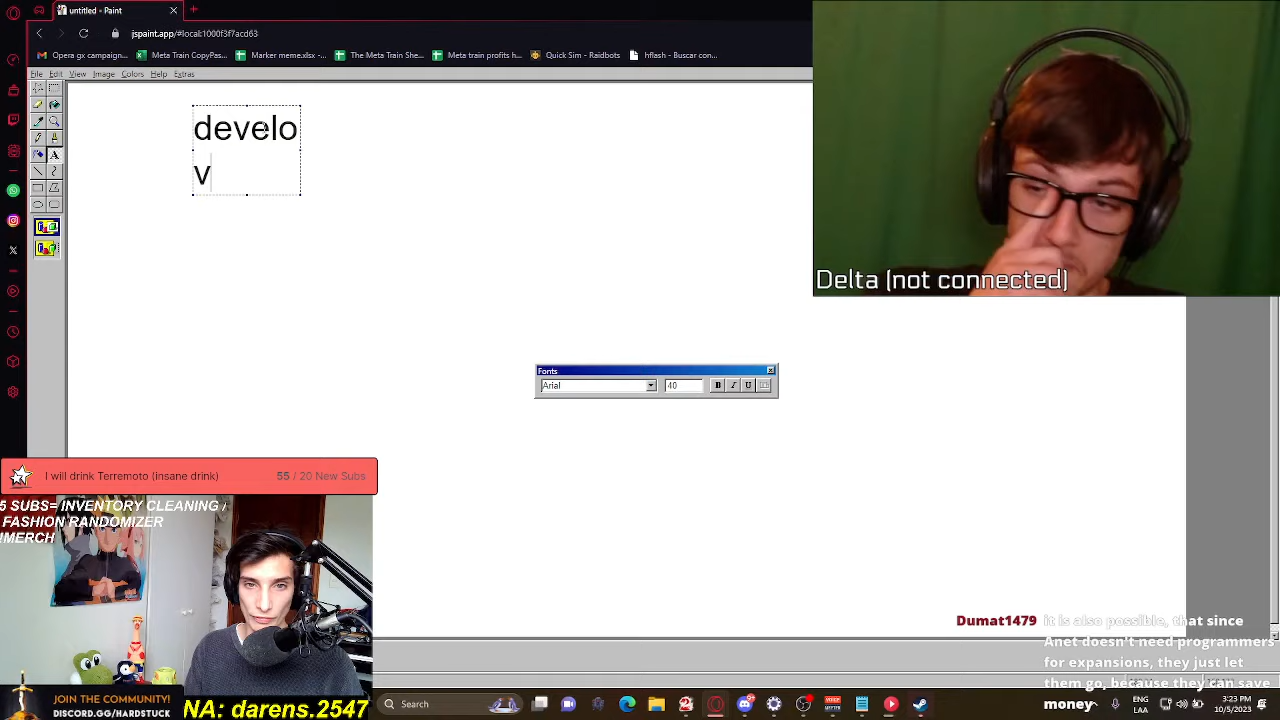 untitled - Paint
jspaint.app/#local:1000f3f7acd63
Opera gx campaign... Meta Train CopyPas... Marker meme.xlsx -... The Meta Train She... Meta train profits h... Quick Sim - Raidbots hflash - Buscar con...
File Edit View Image Colors Help Extras
develo
v
Delta (not connected)
Fonts
Arial 40 B I U
I will drink Terremoto (insane drink) 55 / 20 New Subs
5 SUBS= INVENTORY CLEANING /
FASHION RANDOMIZER
!MERCH
Dumat1479 it is also possible, that since
Anet doesn't need programmers
for expansions, they just let
them go, because they can save
money
JOIN THE COMMUNITY!
DISCORD.GG/HARDSTUCK
NA: darens.2547
Search
ENG
LAA
3:23 PM
10/5/2023